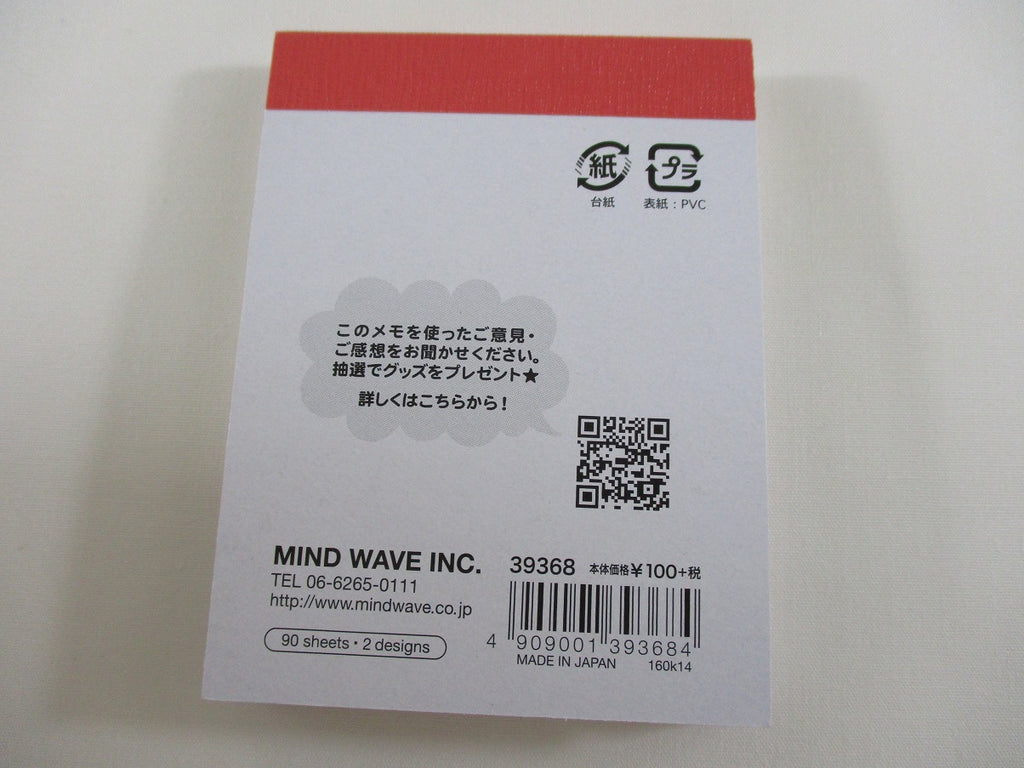 紙 プラ
台紙 表紙：PVC
このメモを使ったご意見・
ご感想をお聞かせください。
抽選でグッズをプレゼント★
詳しくはこちらから！
MIND WAVE INC.
TEL 06-6265-0111
http://www.mindwave.co.jp
90 sheets・2 designs
39368 本体価格¥100+税
4 909001 393684
MADE IN JAPAN 160k14